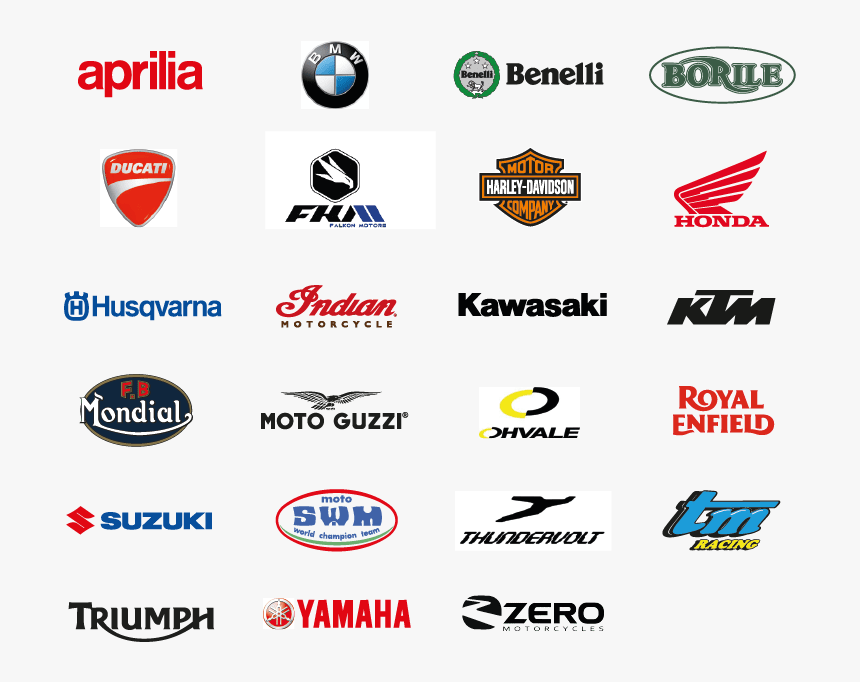 aprilia
BMW
Benelli
Benelli
BORILE
DUCATI
FKM
FALKON MOTORS
MOTOR
HARLEY-DAVIDSON
COMPANY
HONDA
H
Husqvarna
Indian
MOTORCYCLE
Kawasaki
KTM
F.B
Mondial
MOTO GUZZI®
OHVALE
ROYAL
ENFIELD
SUZUKI
moto
SWM
world champion team
THUNDERVOLT
tm
RACING
TRIUMPH
YAMAHA
ZERO
MOTORCYCLES